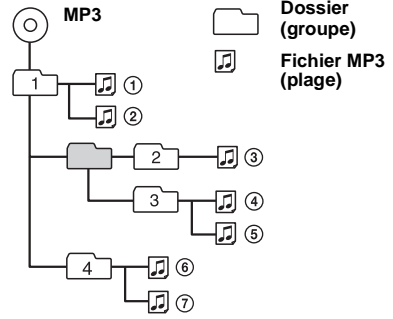 MP3
Dossier
(groupe)
Fichier MP3
(plage)
1
①
②
2
③
3
④
⑤
4
⑥
⑦